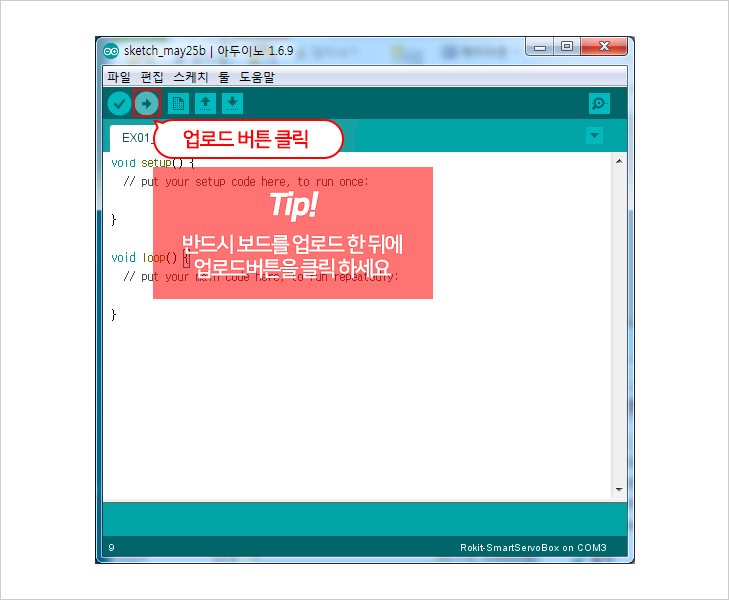 sketch_may25b | 아두이노 1.6.9
파일 편집 스케치 툴 도움말
EX01_
업로드 버튼 클릭
void setup() {
// put your setup code here, to run once:
Tip!
}
반드시 보드를 업로드 한 뒤에
void loop() {
업로드버튼을 클릭 하세요
// put your main code here, to run repeatedly:
}
9
Rokit-SmartServoBox on COM3